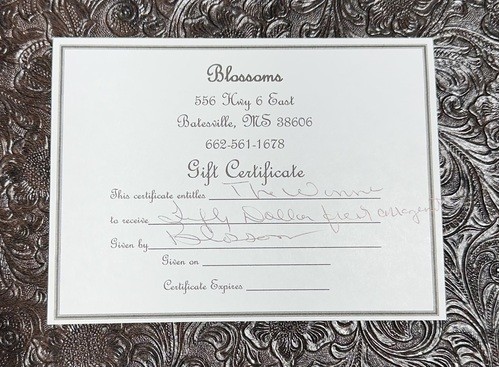 Blossoms
556 Hwy 6 East
Batesville, MS 38606
662-561-1678
Gift Certificate
This certificate entitles The Winner
to receive Fifty Dollar
Given by Blossom
Given on
Certificate Expires